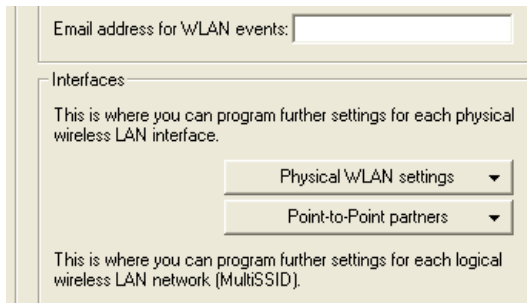 Email address for WLAN events:
Interfaces
This is where you can program further settings for each physical
wireless LAN interface.
Physical WLAN settings
Point-to-Point partners
This is where you can program further settings for each logical
wireless LAN network (MultiSSID).